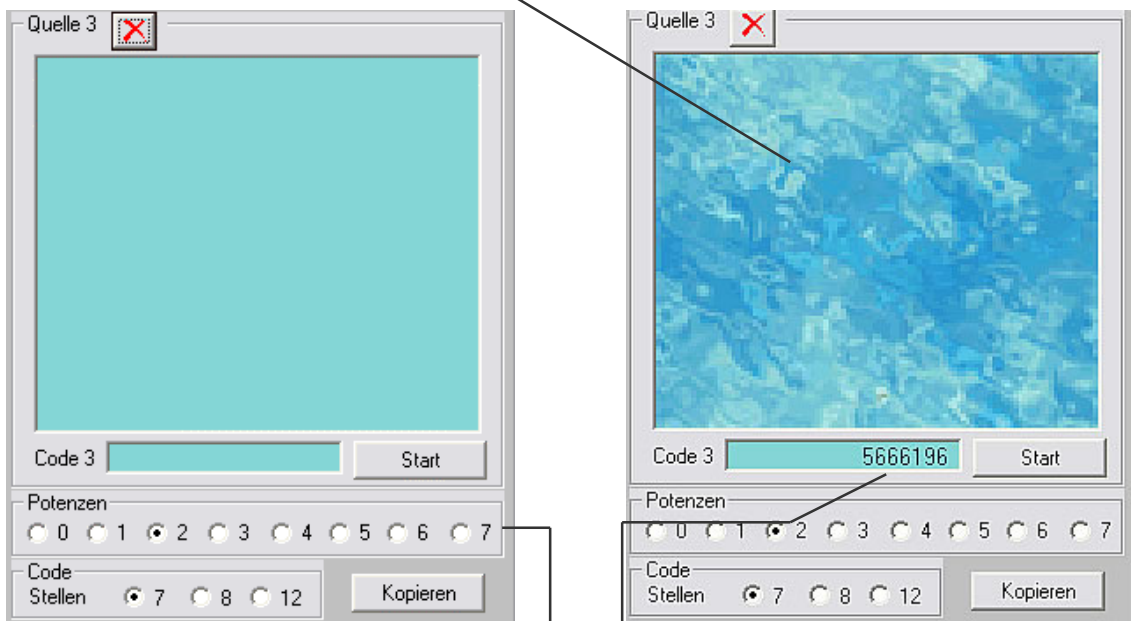 Quelle 3
Code 3 Start
Potenzen
0 1 2 3 4 5 6 7
Code
Stellen 7 8 12 Kopieren
Quelle 3
Code 3 5666196 Start
Potenzen
0 1 2 3 4 5 6 7
Code
Stellen 7 8 12 Kopieren